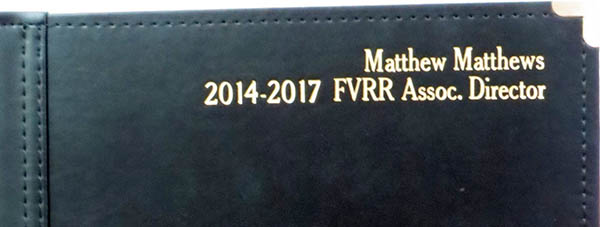 Matthew Matthews
2014-2017 FVRR Assoc. Director